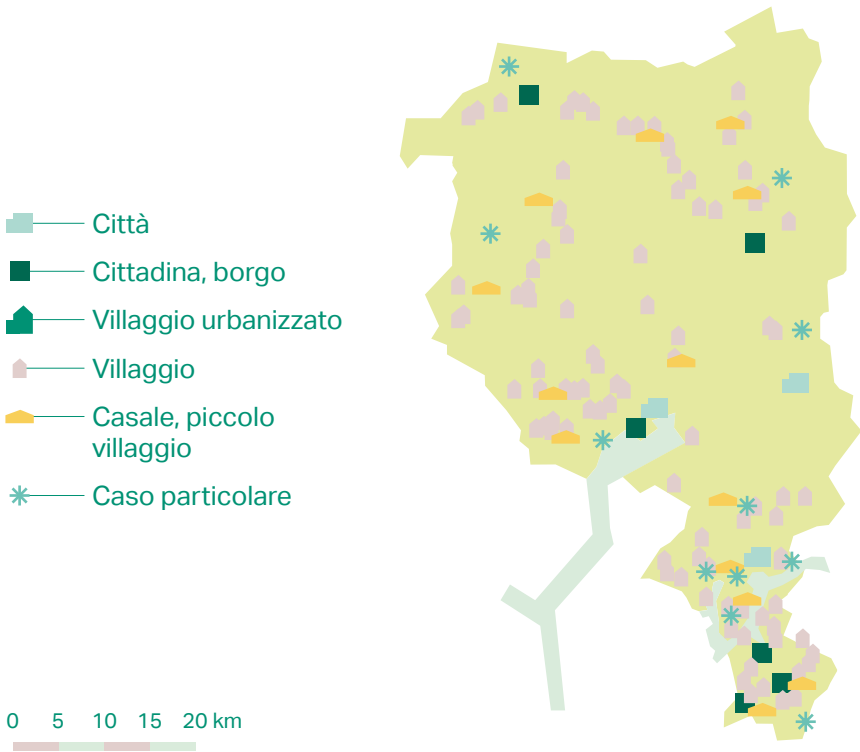 Città
Cittadina, borgo
Villaggio urbanizzato
Villaggio
Casale, piccolo
villaggio
Caso particolare
0 5 10 15 20 km